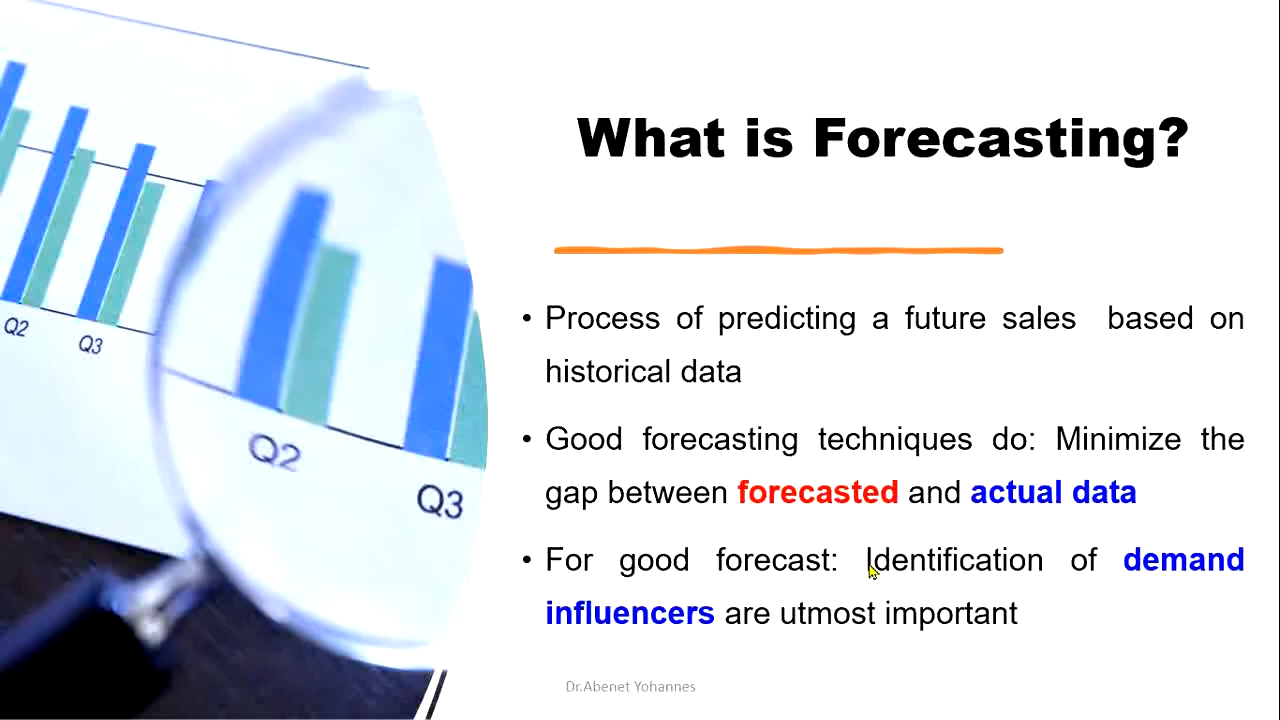 What is Forecasting?
• Process of predicting a future sales based on
historical data
• Good forecasting techniques do: Minimize the
gap between forecasted and actual data
• For good forecast: Identification of demand
influencers are utmost important
Q2
Q3
Q2
Q3
Dr.Abenet Yohannes